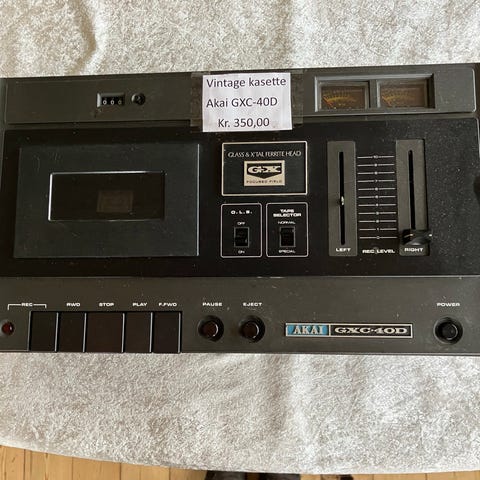 Vintage kasette
Akai GXC-40D
Kr. 350,00
000
GLASS & X'TAL FERRITE HEAD
GX
FOCUSED FIELD
O.L.S.
OFF
ON
TAPE
SELECTOR
NORMAL
SPECIAL
LEFT
REC LEVEL
RIGHT
REC
RWD
STOP
PLAY
F.FWD
PAUSE
EJECT
AKAI
GXC-40D
POWER